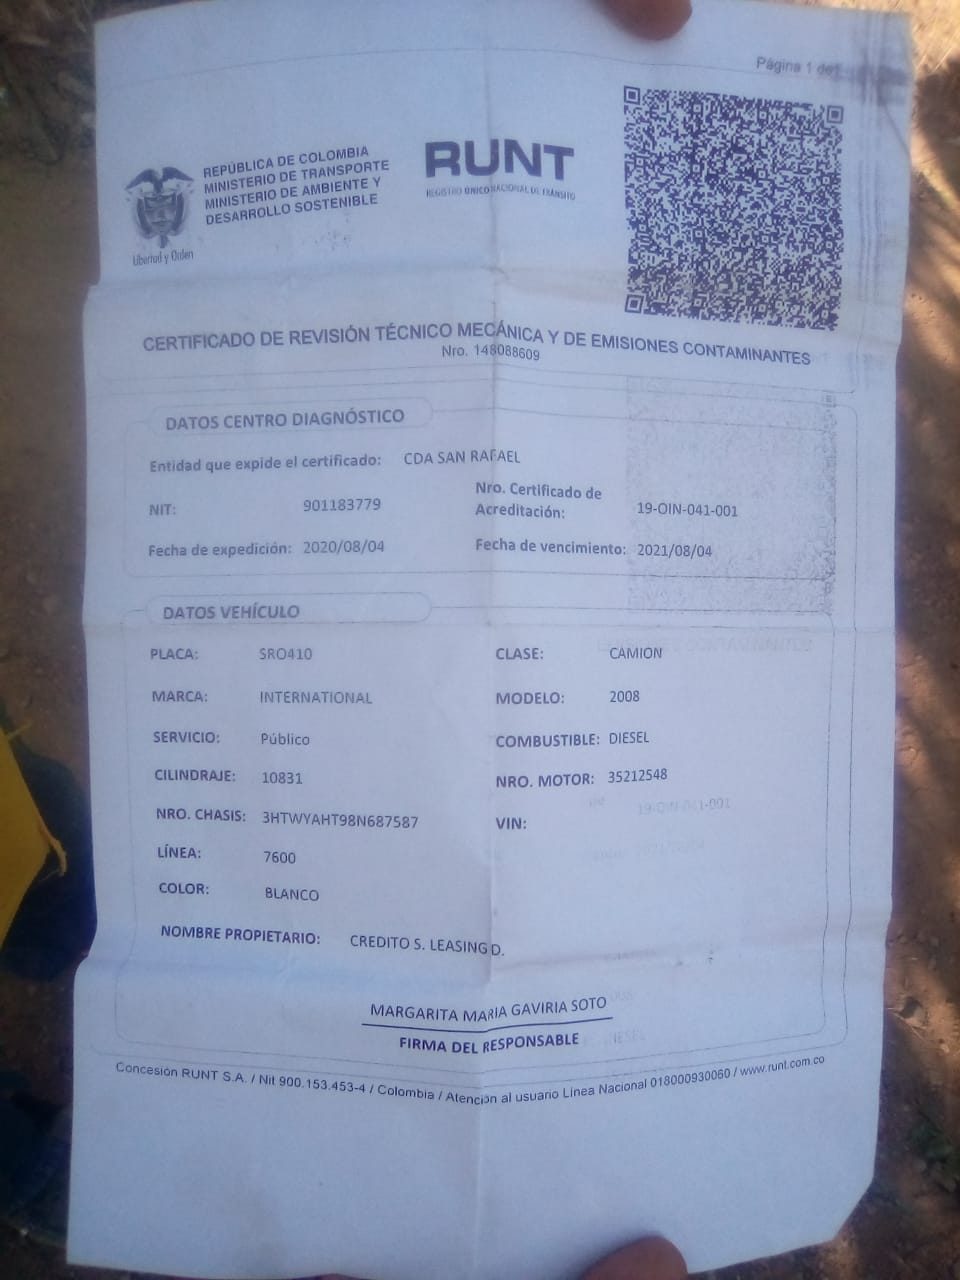 Página 1 de
REPÚBLICA DE COLOMBIA
MINISTERIO DE TRANSPORTE
MINISTERIO DE AMBIENTE Y
DESARROLLO SOSTENIBLE
Libertad y Orden
RUNT
REGISTRO ÚNICO NACIONAL DE TRÁNSITO
CERTIFICADO DE REVISIÓN TÉCNICO MECÁNICA Y DE EMISIONES CONTAMINANTES
Nro. 148088609
DATOS CENTRO DIAGNÓSTICO
Entidad que expide el certificado: CDA SAN RAFAEL
NIT: 901183779 Nro. Certificado de Acreditación: 19-OIN-041-001
Fecha de expedición: 2020/08/04 Fecha de vencimiento: 2021/08/04
DATOS VEHÍCULO
PLACA: SRO410 CLASE: CAMION
MARCA: INTERNATIONAL MODELO: 2008
SERVICIO: Público COMBUSTIBLE: DIESEL
CILINDRAJE: 10831 NRO. MOTOR: 35212548
NRO. CHASIS: 3HTWYAHT98N687587 VIN:
LÍNEA: 7600
COLOR: BLANCO
NOMBRE PROPIETARIO: CREDITO S. LEASING D.
MARGARITA MARIA GAVIRIA SOTO
FIRMA DEL RESPONSABLE
Concesión RUNT S.A. / Nit 900.153.453-4 / Colombia / Atención al usuario Línea Nacional 018000930060 / www.runt.com.co